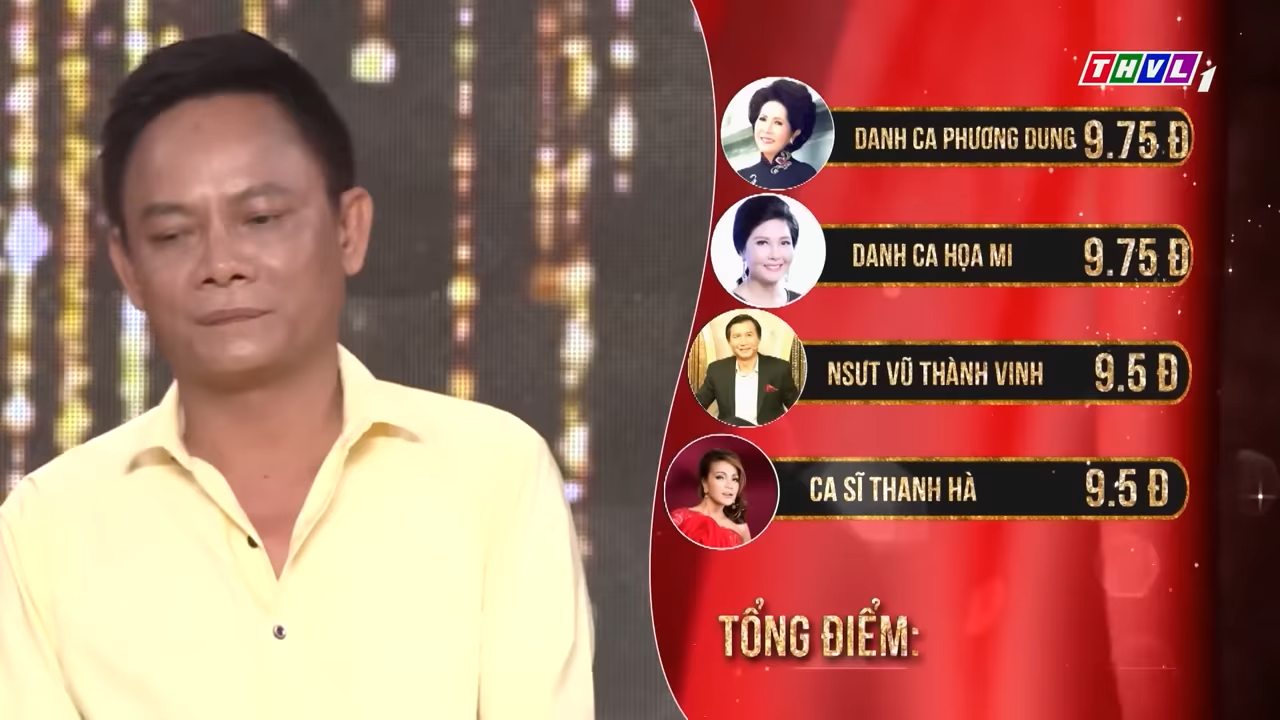 THVL1
DANH CA PHƯƠNG DUNG 9.75 Đ
DANH CA HỌA MI 9.75 Đ
NSƯT VŨ THÀNH VINH 9.5 Đ
CA SĨ THANH HÀ 9.5 Đ
TỔNG ĐIỂM: